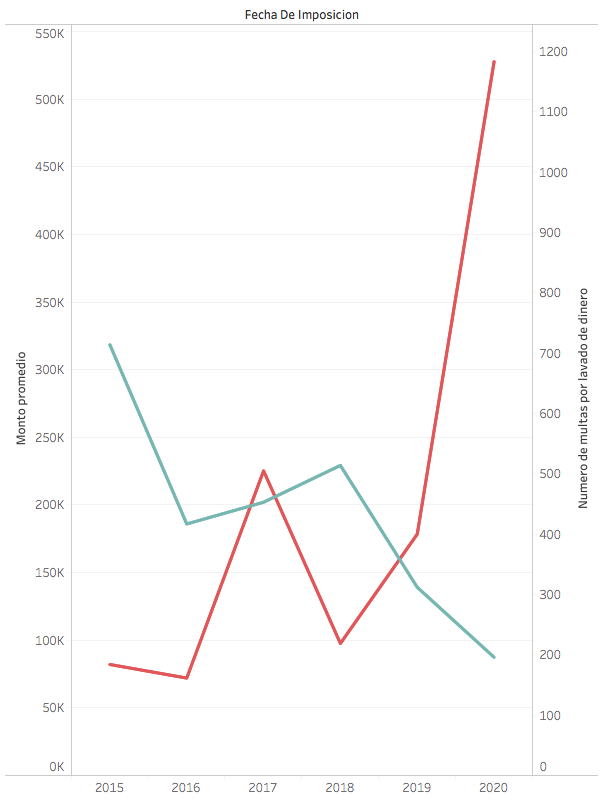 Fecha De Imposicion
550K
500K
450K
400K
350K
300K
250K
200K
150K
100K
50K
0K
Monto promedio
1200
1100
1000
900
800
700
600
500
400
300
200
100
0
Numero de multas por lavado de dinero
2015 2016 2017 2018 2019 2020